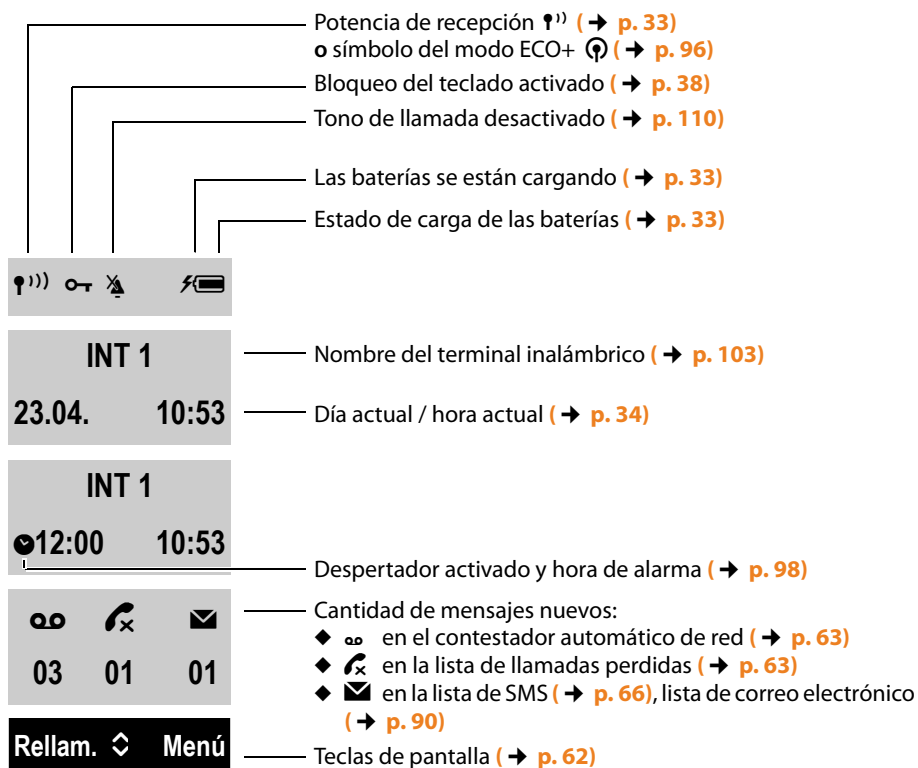 Potencia de recepción (➔ p. 33)
o símbolo del modo ECO+ (➔ p. 96)
Bloqueo del teclado activado (➔ p. 38)
Tono de llamada desactivado (➔ p. 110)
Las baterías se están cargando (➔ p. 33)
Estado de carga de las baterías (➔ p. 33)
INT 1
Nombre del terminal inalámbrico (➔ p. 103)
23.04. 10:53
Día actual / hora actual (➔ p. 34)
INT 1
12:00 10:53
Despertador activado y hora de alarma (➔ p. 98)
Cantidad de mensajes nuevos:
◆ en el contestador automático de red (➔ p. 63)
03 01 01
◆ en la lista de llamadas perdidas (➔ p. 63)
◆ en la lista de SMS (➔ p. 66), lista de correo electrónico
(➔ p. 90)
Rellam. Menú
Teclas de pantalla (➔ p. 62)